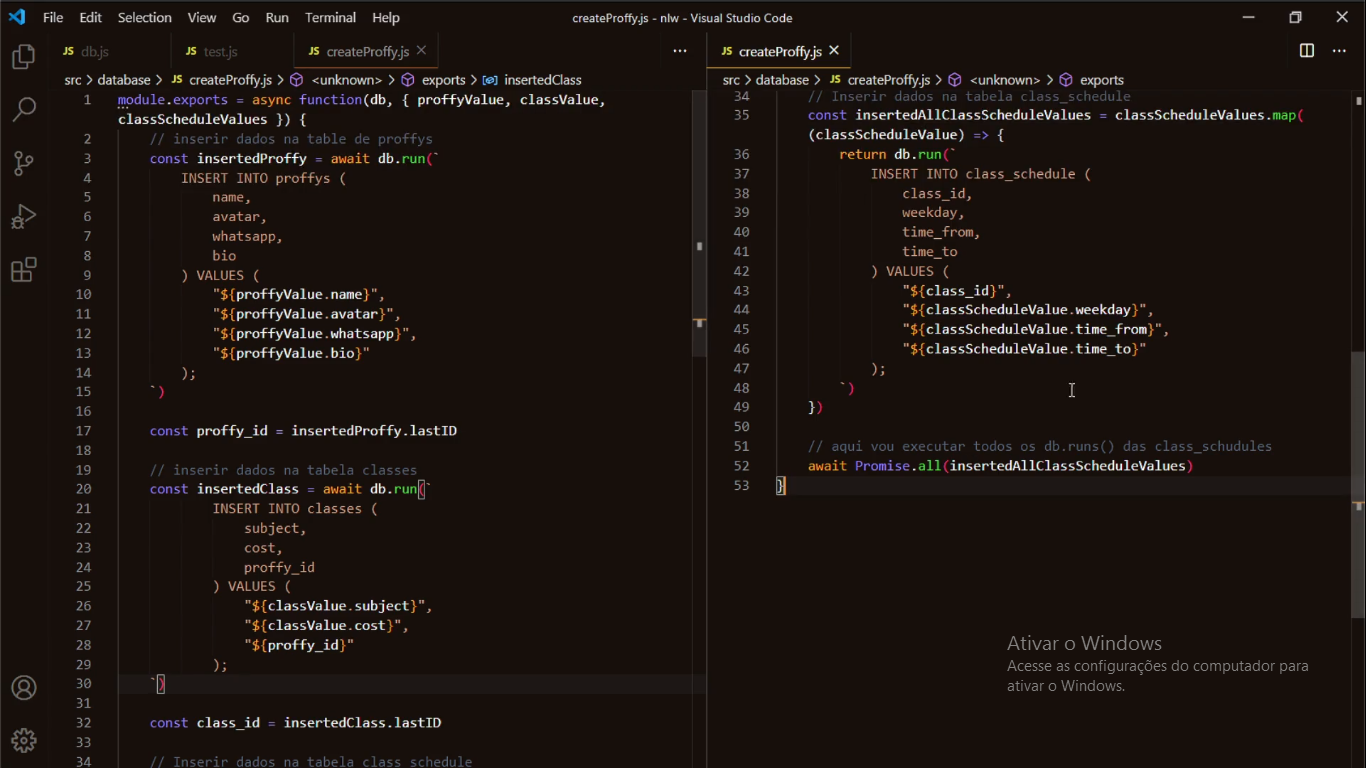 File Edit Selection View Go Run Terminal Help createProffy.js - nlw - Visual Studio Code
JS db.js JS test.js JS createProffy.js
src > database > JS createProffy.js > <unknown> > exports > insertedClass
1 module.exports = async function(db, { proffyValue, classValue,
classScheduleValues }) {
2 // inserir dados na table de proffys
3 const insertedProffy = await db.run(`
4 INSERT INTO proffys (
5 name,
6 avatar,
7 whatsapp,
8 bio
9 ) VALUES (
10 "${proffyValue.name}",
11 "${proffyValue.avatar}",
12 "${proffyValue.whatsapp}",
13 "${proffyValue.bio}"
14 );
15 `)
16
17 const proffy_id = insertedProffy.lastID
18
19 // inserir dados na tabela classes
20 const insertedClass = await db.run(`
21 INSERT INTO classes (
22 subject,
23 cost,
24 proffy_id
25 ) VALUES (
26 "${classValue.subject}",
27 "${classValue.cost}",
28 "${proffy_id}"
29 );
30 `)
31
32 const class_id = insertedClass.lastID
33
34 // Inserir dados na tabela class_schedule
JS createProffy.js
src > database > JS createProffy.js > <unknown> > exports
34 // Inserir dados na tabela class_schedule
35 const insertedAllClassScheduleValues = classScheduleValues.map(
(classScheduleValue) => {
36 return db.run(`
37 INSERT INTO class_schedule (
38 class_id,
39 weekday,
40 time_from,
41 time_to
42 ) VALUES (
43 "${class_id}",
44 "${classScheduleValue.weekday}",
45 "${classScheduleValue.time_from}",
46 "${classScheduleValue.time_to}"
47 );
48 `)
49 })
50
51 // aqui vou executar todos os db.runs() das class_schudules
52 await Promise.all(insertedAllClassScheduleValues)
53 }
Ativar o Windows
Acesse as configurações do computador para
ativar o Windows.